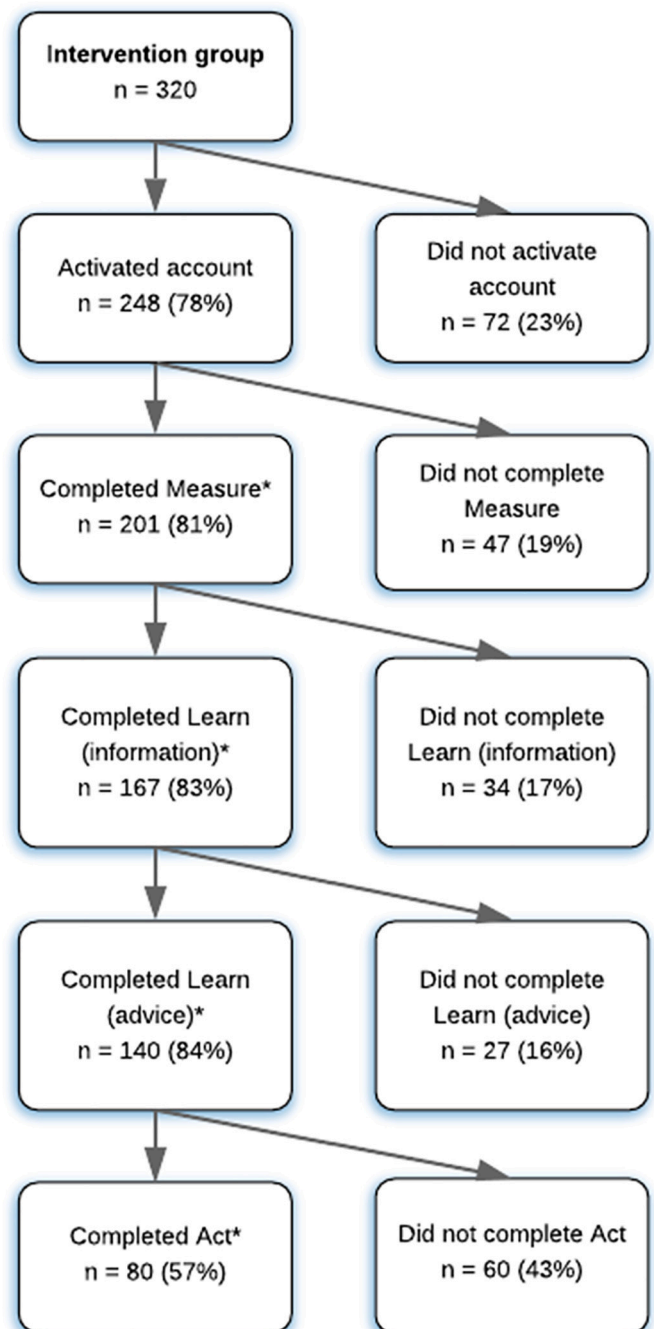 Intervention group
n = 320
Activated account
n = 248 (78%)
Did not activate
account
n = 72 (23%)
Completed Measure*
n = 201 (81%)
Did not complete
Measure
n = 47 (19%)
Completed Learn
(information)*
n = 167 (83%)
Did not complete
Learn (information)
n = 34 (17%)
Completed Learn
(advice)*
n = 140 (84%)
Did not complete
Learn (advice)
n = 27 (16%)
Completed Act*
n = 80 (57%)
Did not complete Act
n = 60 (43%)